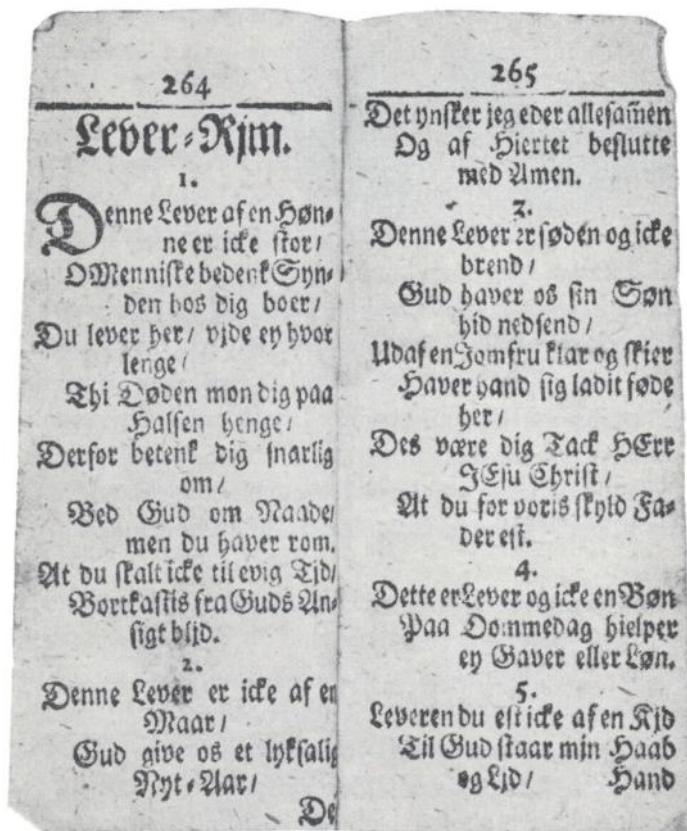 264
Lever-Rjm.
1.
Denne Lever af en Høn-
ne er icke stor/
O Menniske bedenk Syn-
den hos dig boer/
Du lever her/ vjde ey hvor
lenge/
Thi Døden mon dig paa
Halsen henge/
Derfor betenk dig snarlig
om/
Bed Gud om Naade/
men du haver rom.
At du skalt icke til evig Tjd/
Bortkastis fra Guds An-
sigt bljd.
2.
Denne Lever er icke af en
Maar/
Gud give os et lyksalig
Nyt-Aar/
De
265
Det ynsker jeg eder allesam̄en
Og af Hiertet beslutte
med Amen.
3.
Denne Lever er søden og icke
brend/
Gud haver os sin Søn
hid nedsend/
Udaf en Jomfru klar og skier
Haver hand sig ladit føde
her/
Des være dig Tack HErr
JEsu Christ/
At du for voris skyld Fa-
der est.
4.
Dette er Lever og icke en Bøn
Paa Dommedag hielper
ey Gaver eller Løn.
5.
Leveren du est icke af en Kjd
Til Gud staar min Haab
og Ljd/ Hand